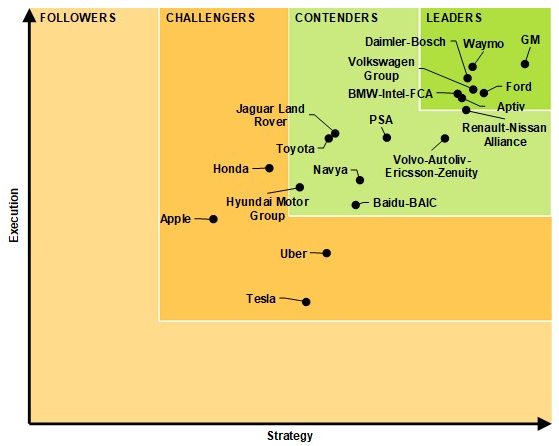 FOLLOWERS
CHALLENGERS
CONTENDERS
LEADERS
Daimler-Bosch
Waymo
GM
Volkswagen
Group
BMW-Intel-FCA
Ford
Aptiv
Jaguar Land
Rover
PSA
Renault-Nissan
Alliance
Toyota
Honda
Navya
Volvo-Autoliv-
Ericsson-Zenuity
Hyundai Motor
Group
Baidu-BAIC
Apple
Uber
Tesla
Execution
Strategy